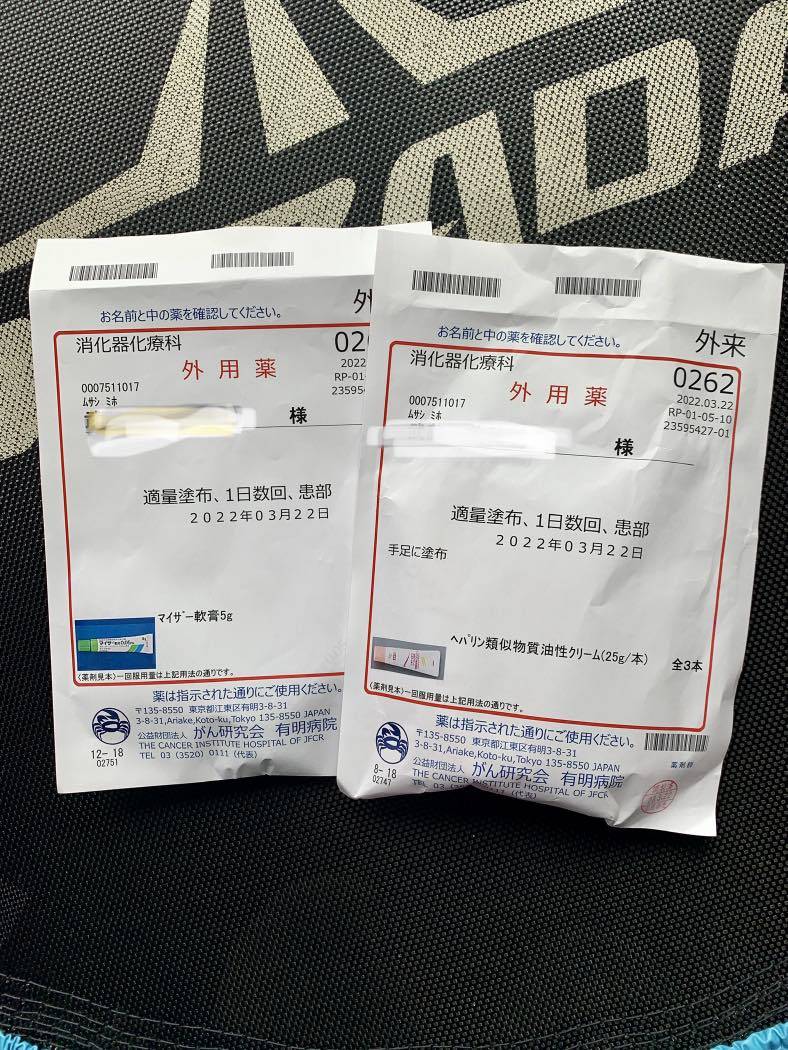 お名前と中の薬を確認してください。
外
消化器化療科
外用薬
02
2022
RP-01
23595
0007511017
ムサシ ミホ
様
適量塗布、1日数回、患部
2022年03月22日
マイザー軟膏5g
(薬剤見本)一回服用量は上記用法の通りです。
薬は指示された通りにご使用ください。
〒135-8550 東京都江東区有明3-8-31
3-8-31,Ariake,Koto-ku,Tokyo 135-8550 JAPAN
公益財団法人 がん研究会 有明病院
THE CANCER INSTITUTE HOSPITAL OF JFCR
TEL 03 (3520) 0111 (代表)
12-18
02751
お名前と中の薬を確認してください。
外来
消化器化療科
外用薬
0262
2022.03.22
RP-01-05-10
23595427-01
0007511017
ムサシ ミホ
様
適量塗布、1日数回、患部
2022年03月22日
手足に塗布
ヘパリン類似物質油性クリーム(25g/本)
全3本
(薬剤見本)一回服用量は上記用法の通りです。
薬は指示された通りにご使用ください。
〒135-8550 東京都江東区有明3-8-31
3-8-31,Ariake,Koto-ku,Tokyo 135-8550 JAPAN
公益財団法人 がん研究会 有明病院
THE CANCER INSTITUTE HOSPITAL OF JFCR
TEL 03 (代表)
8-18
02747
薬剤部